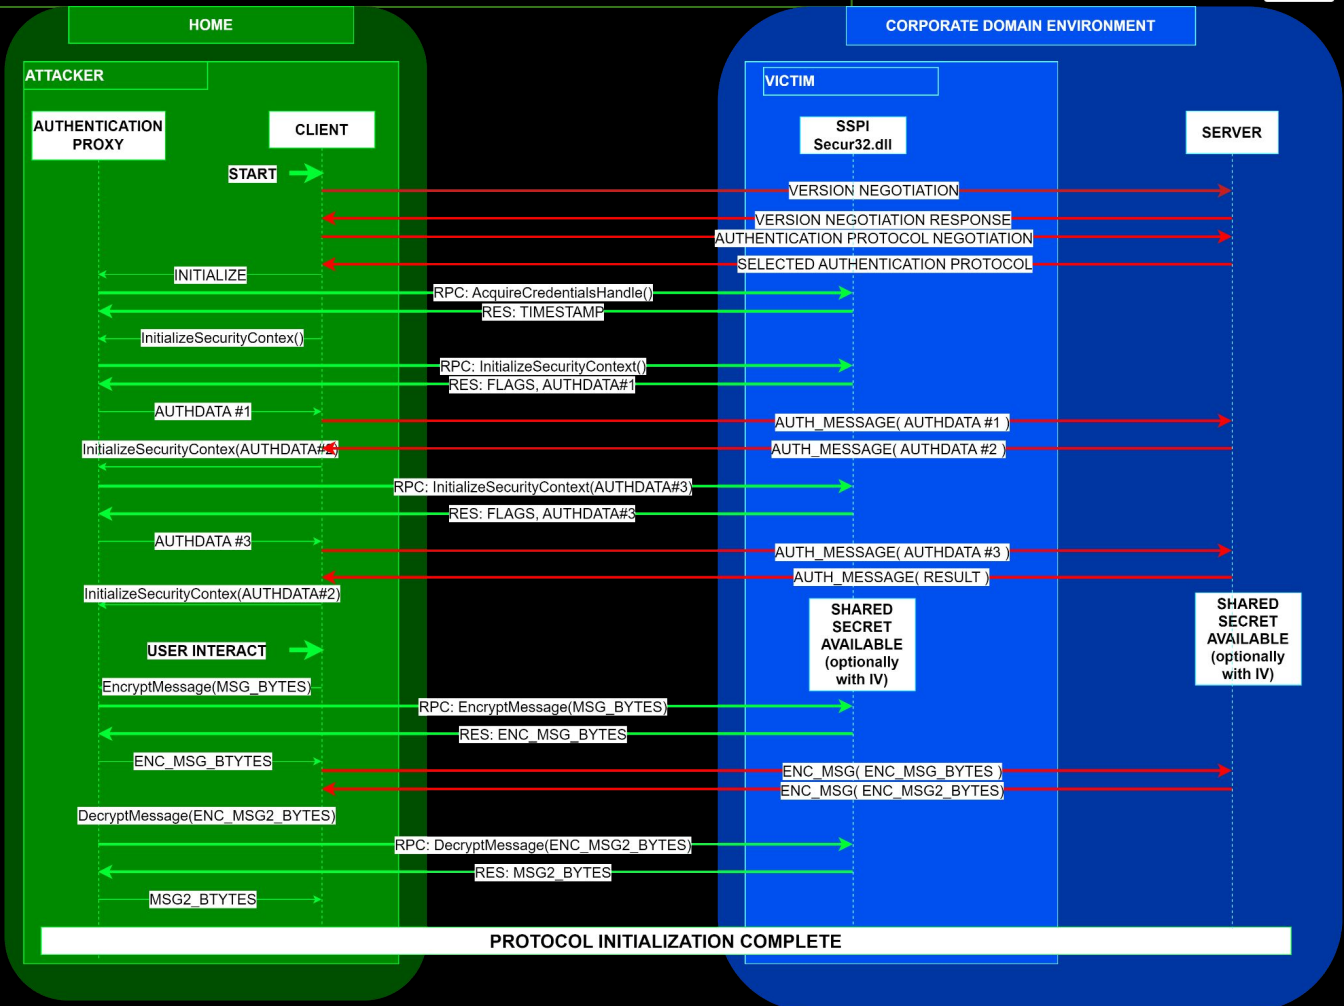 HOME
CORPORATE DOMAIN ENVIRONMENT
ATTACKER
VICTIM
AUTHENTICATION
PROXY
CLIENT
SSPI
Secur32.dll
SERVER
START
VERSION NEGOTIATION
VERSION NEGOTIATION RESPONSE
AUTHENTICATION PROTOCOL NEGOTIATION
SELECTED AUTHENTICATION PROTOCOL
INITIALIZE
RPC: AcquireCredentialsHandle()
RES: TIMESTAMP
InitializeSecurityContex()
RPC: InitializeSecurityContext()
RES: FLAGS, AUTHDATA#1
AUTHDATA #1
AUTH_MESSAGE( AUTHDATA #1 )
InitializeSecurityContex(AUTHDATA#2)
AUTH_MESSAGE( AUTHDATA #2 )
RPC: InitializeSecurityContext(AUTHDATA#3)
RES: FLAGS, AUTHDATA#3
AUTHDATA #3
AUTH_MESSAGE( AUTHDATA #3 )
AUTH_MESSAGE( RESULT )
InitializeSecurityContex(AUTHDATA#2)
SHARED
SECRET
AVAILABLE
(optionally
with IV)
SHARED
SECRET
AVAILABLE
(optionally
with IV)
USER INTERACT
EncryptMessage(MSG_BYTES)
RPC: EncryptMessage(MSG_BYTES)
RES: ENC_MSG_BYTES
ENC_MSG_BTYTES
ENC_MSG( ENC_MSG_BYTES )
ENC_MSG( ENC_MSG2_BYTES)
DecryptMessage(ENC_MSG2_BYTES)
RPC: DecryptMessage(ENC_MSG2_BYTES)
RES: MSG2_BYTES
MSG2_BTYTES
PROTOCOL INITIALIZATION COMPLETE